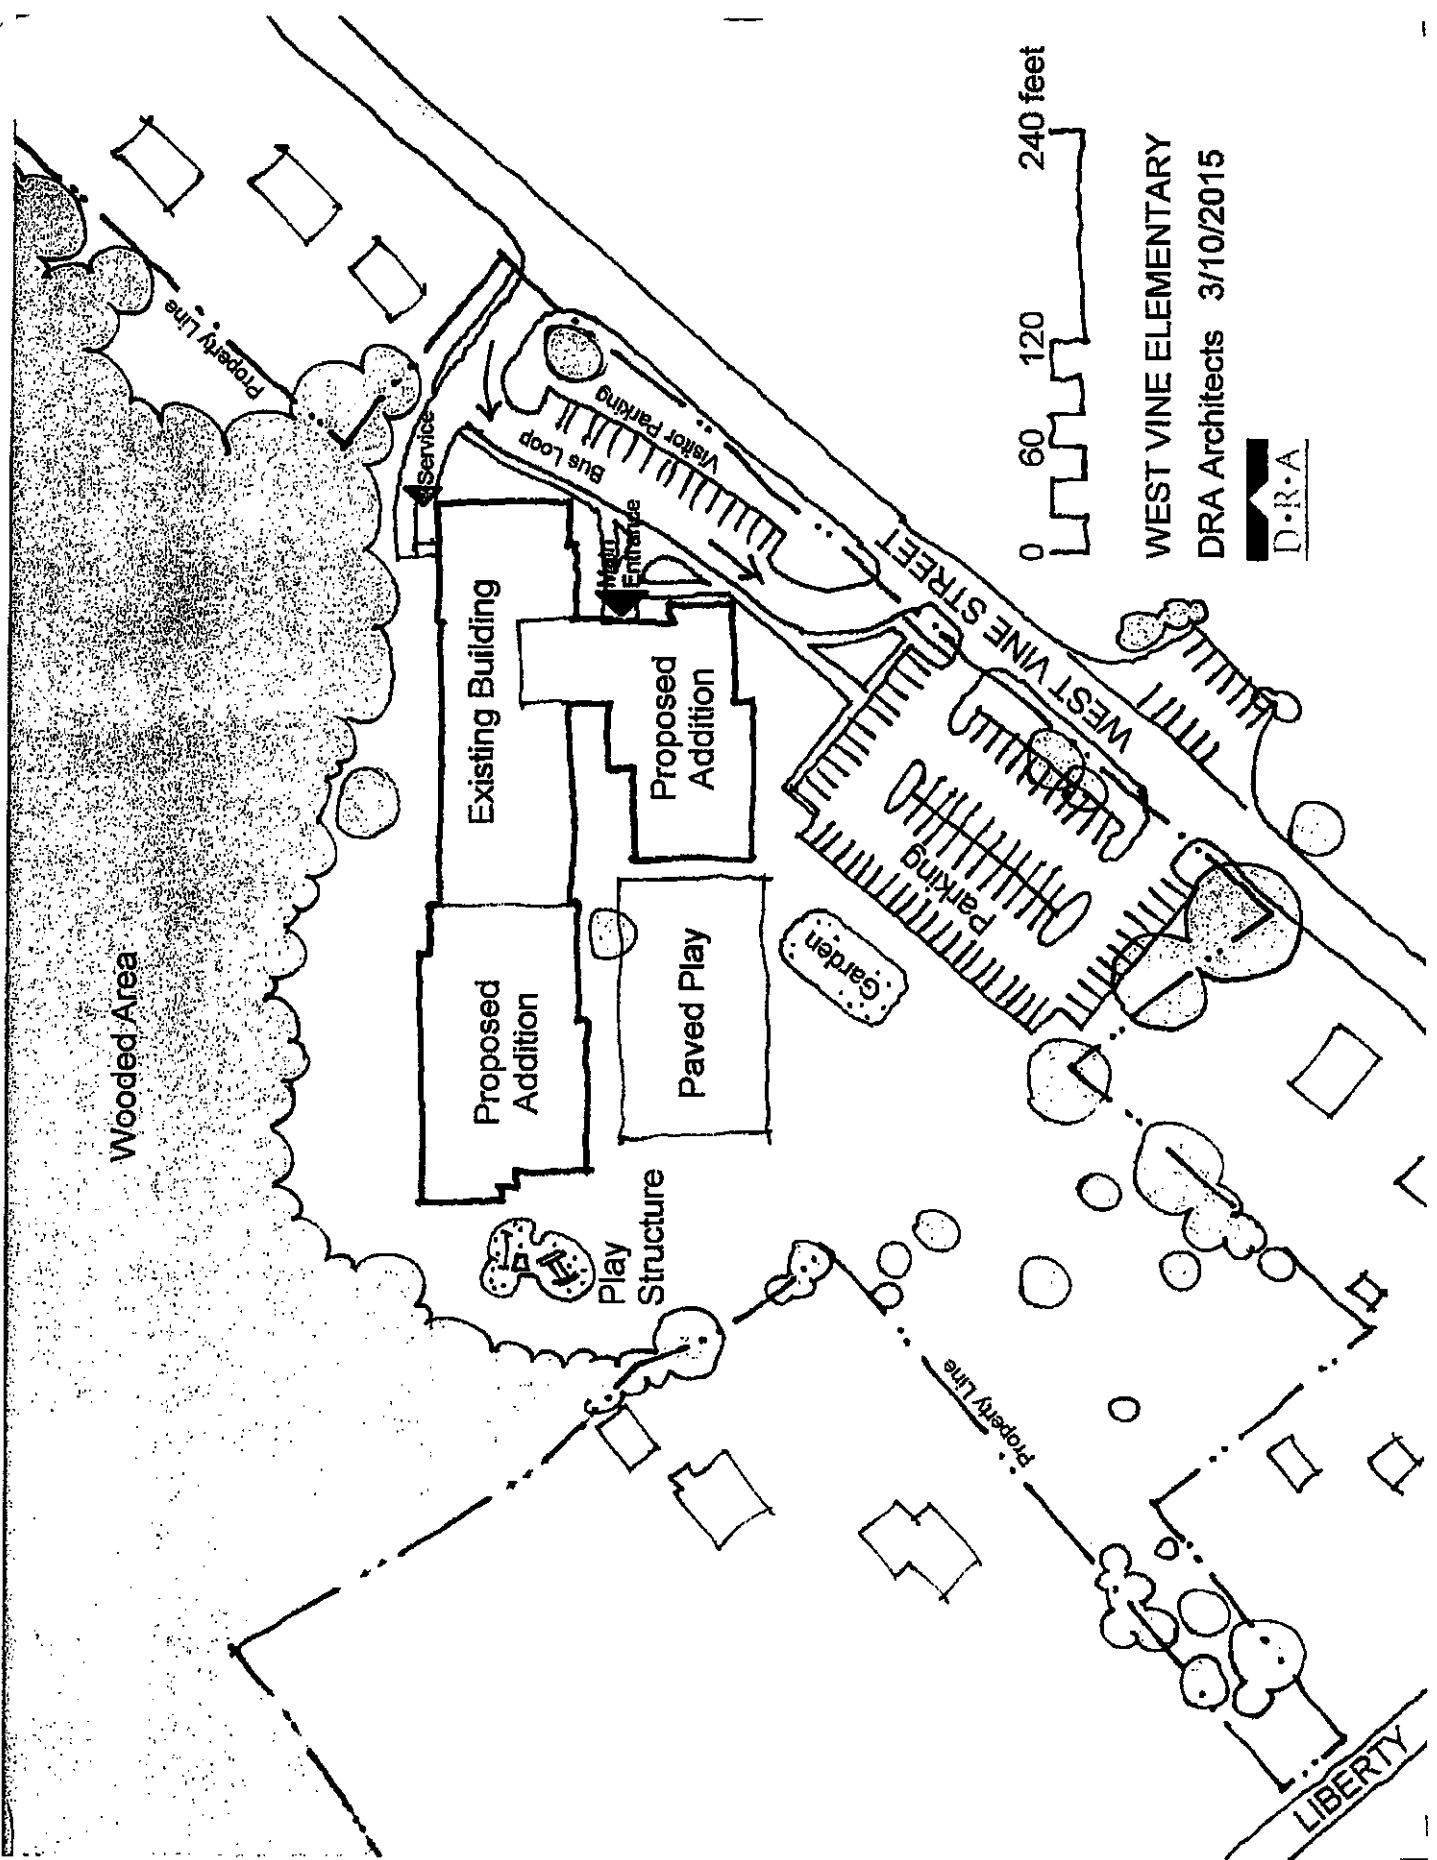 Wooded Area
Property Line
Service
Bus Loop
Visitor Parking
Main
Entrance
Existing Building
Proposed
Addition
Proposed
Addition
Paved Play
Play
Structure
Garden
Parking
WEST VINE STREET
Property Line
LIBERTY
0 60 120 240 feet
WEST VINE ELEMENTARY
DRA Architects 3/10/2015
D·R·A